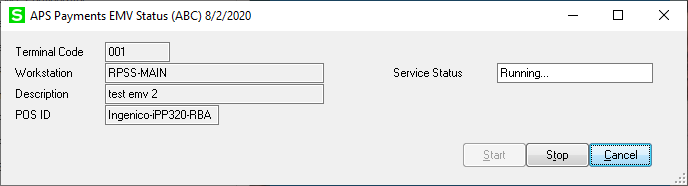 S APS Payments EMV Status (ABC) 8/2/2020
Terminal Code 001
Workstation RPSS-MAIN Service Status Running...
Description test emv 2
POS ID Ingenico-iPP320-RBA
Start Stop Cancel